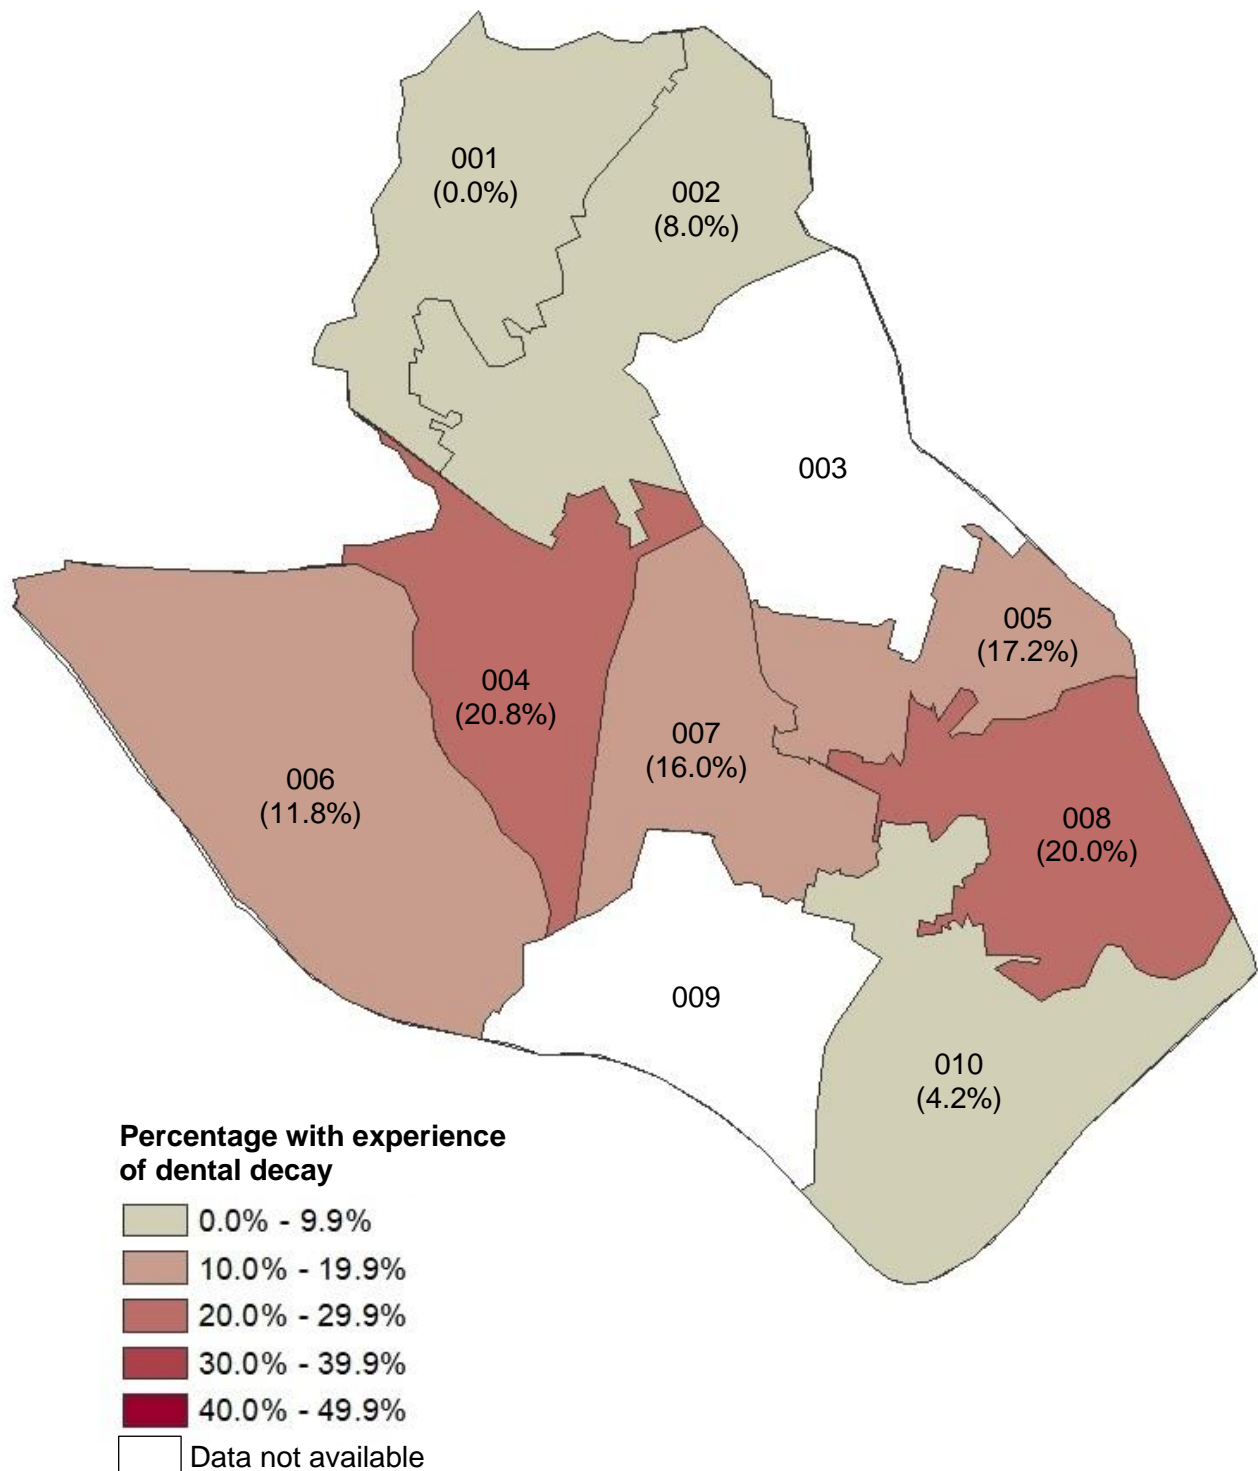 001
(0.0%)
002
(8.0%)
003
005
(17.2%)
004
(20.8%)
007
(16.0%)
006
(11.8%)
008
(20.0%)
009
010
(4.2%)
Percentage with experience
of dental decay
0.0% - 9.9%
10.0% - 19.9%
20.0% - 29.9%
30.0% - 39.9%
40.0% - 49.9%
Data not available